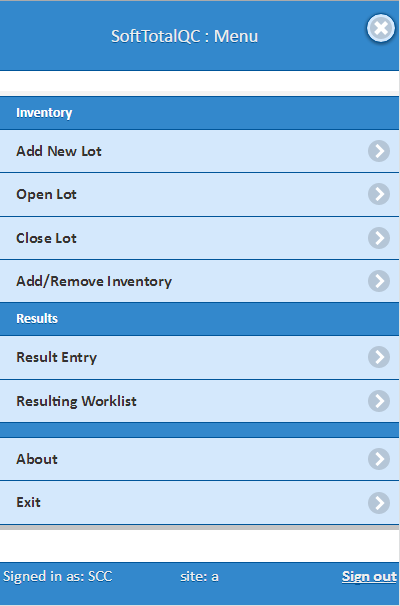 SoftTotalQC : Menu
Inventory
Add New Lot
Open Lot
Close Lot
Add/Remove Inventory
Results
Result Entry
Resulting Worklist
About
Exit
Signed in as: SCC site: a Sign out